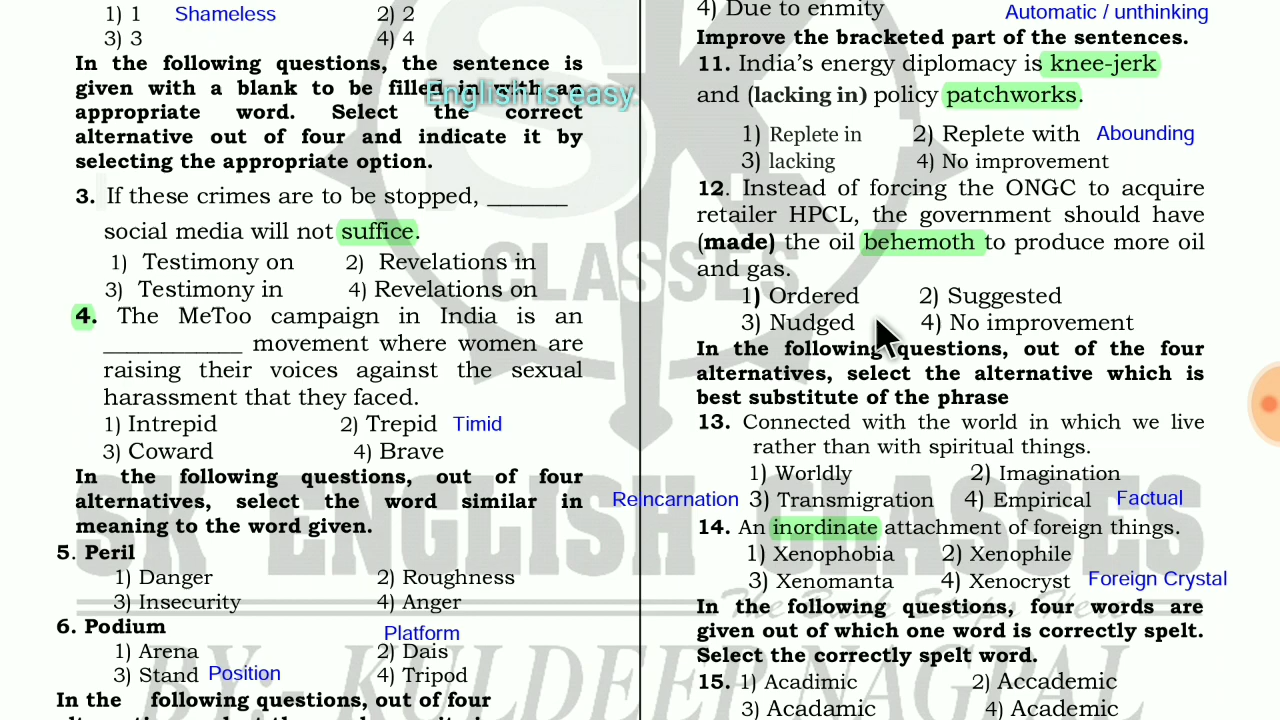 1) 1 Shameless 2) 2
3) 3 4) 4
In the following questions, the sentence is
given with a blank to be filled in with an
appropriate word. Select the correct
alternative out of four and indicate it by
selecting the appropriate option.
3. If these crimes are to be stopped, _______
social media will not suffice.
1) Testimony on 2) Revelations in
3) Testimony in 4) Revelations on
4. The MeToo campaign in India is an
____________ movement where women are
raising their voices against the sexual
harassment that they faced.
1) Intrepid 2) Trepid Timid
3) Coward 4) Brave
In the following questions, out of four
alternatives, select the word similar in
meaning to the word given.
5. Peril
1) Danger 2) Roughness
3) Insecurity 4) Anger
6. Podium
Platform
1) Arena 2) Dais
3) Stand Position 4) Tripod
In the following questions, out of four
English is easy
4) Due to enmity
Automatic / unthinking
Improve the bracketed part of the sentences.
11. India's energy diplomacy is knee-jerk
and (lacking in) policy patchworks.
1) Replete in 2) Replete with Abounding
3) lacking 4) No improvement
12. Instead of forcing the ONGC to acquire
retailer HPCL, the government should have
(made) the oil behemoth to produce more oil
and gas.
1) Ordered 2) Suggested
3) Nudged 4) No improvement
In the following questions, out of the four
alternatives, select the alternative which is
best substitute of the phrase
13. Connected with the world in which we live
rather than with spiritual things.
1) Worldly 2) Imagination
Reincarnation 3) Transmigration 4) Empirical Factual
14. An inordinate attachment of foreign things.
1) Xenophobia 2) Xenophile
3) Xenomanta 4) Xenocryst Foreign Crystal
In the following questions, four words are
given out of which one word is correctly spelt.
Select the correctly spelt word.
15. 1) Acadimic 2) Accademic
3) Acadamic 4) Academic
SK
CLASSES
SK ENGLISH CLASSES
BY:- KULDEEP NAGPAL